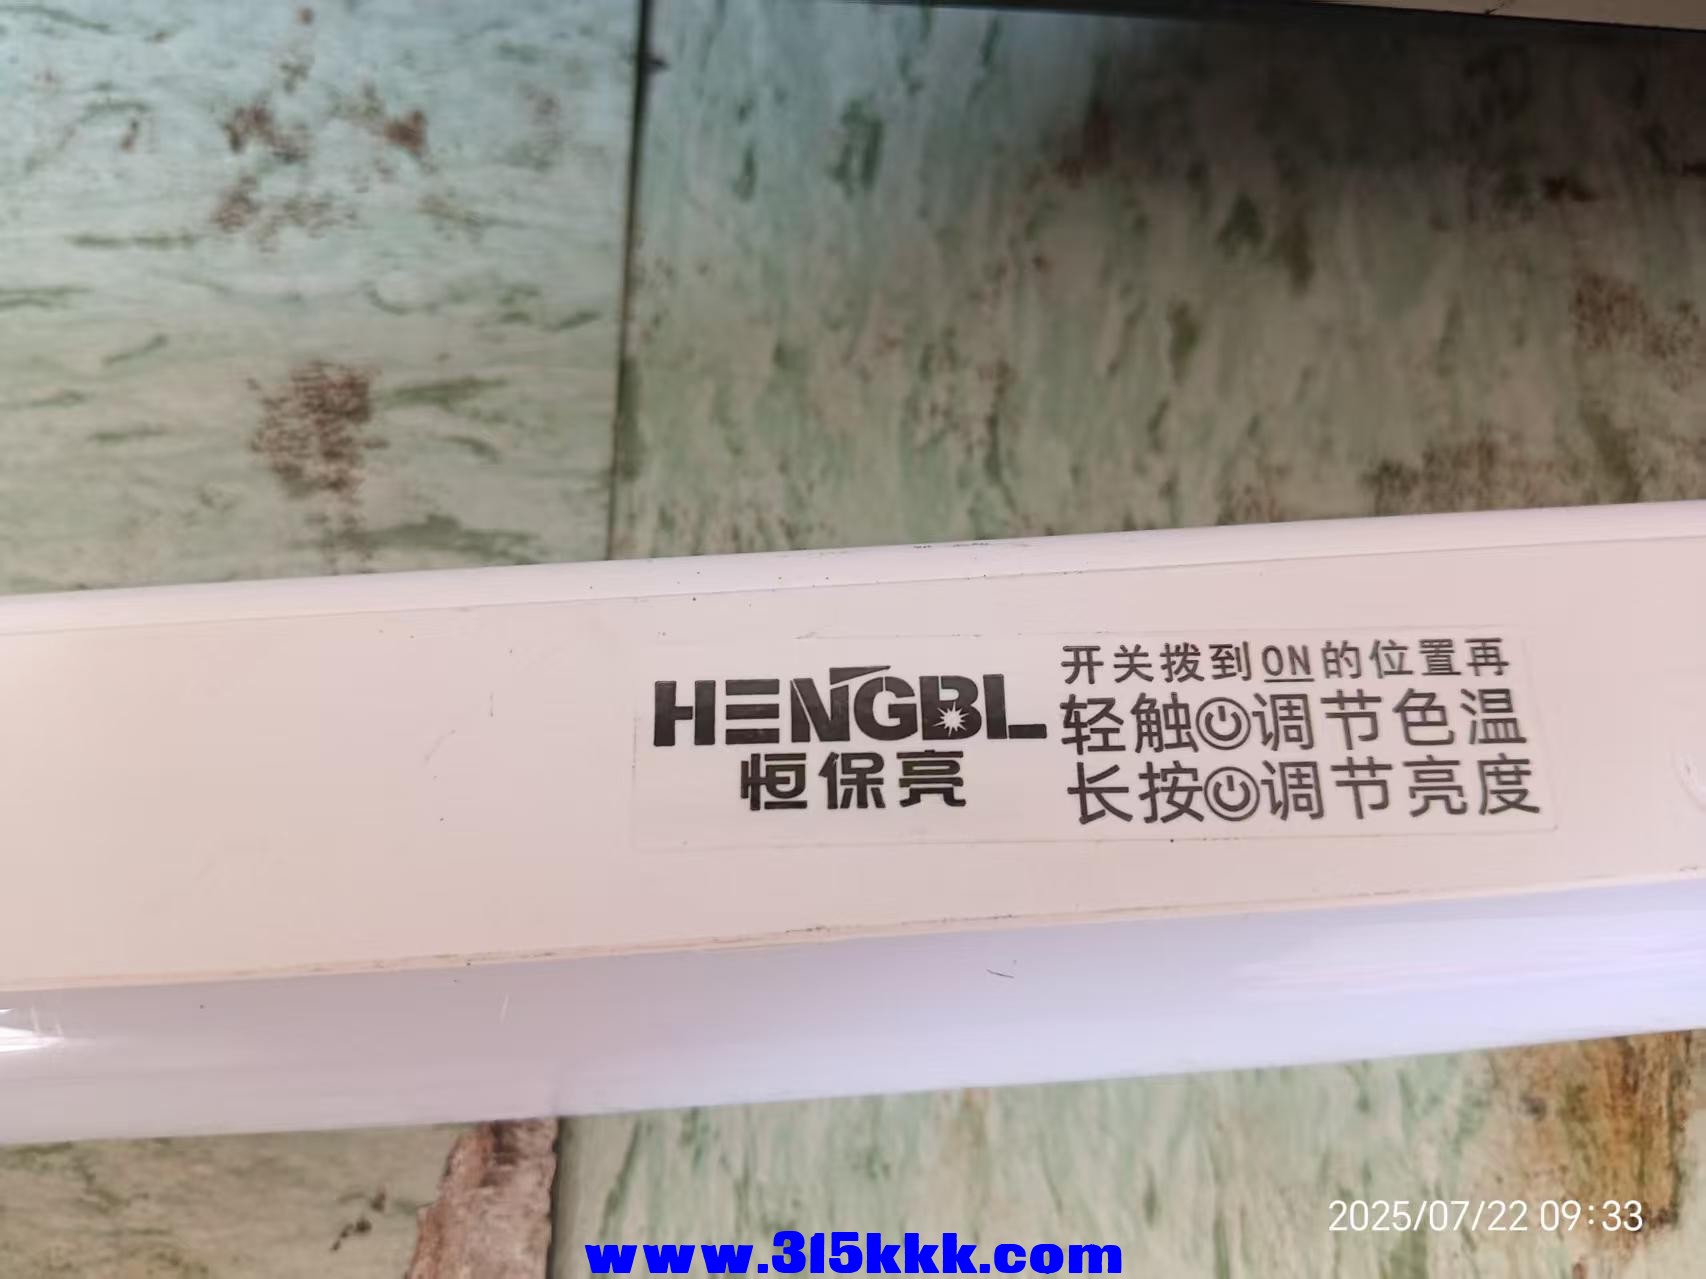 HENGBL
恒保亮
开关拨到ON的位置再
轻触⏻调节色温
长按⏻调节亮度
2025/07/22 09:33
www.315kkk.com